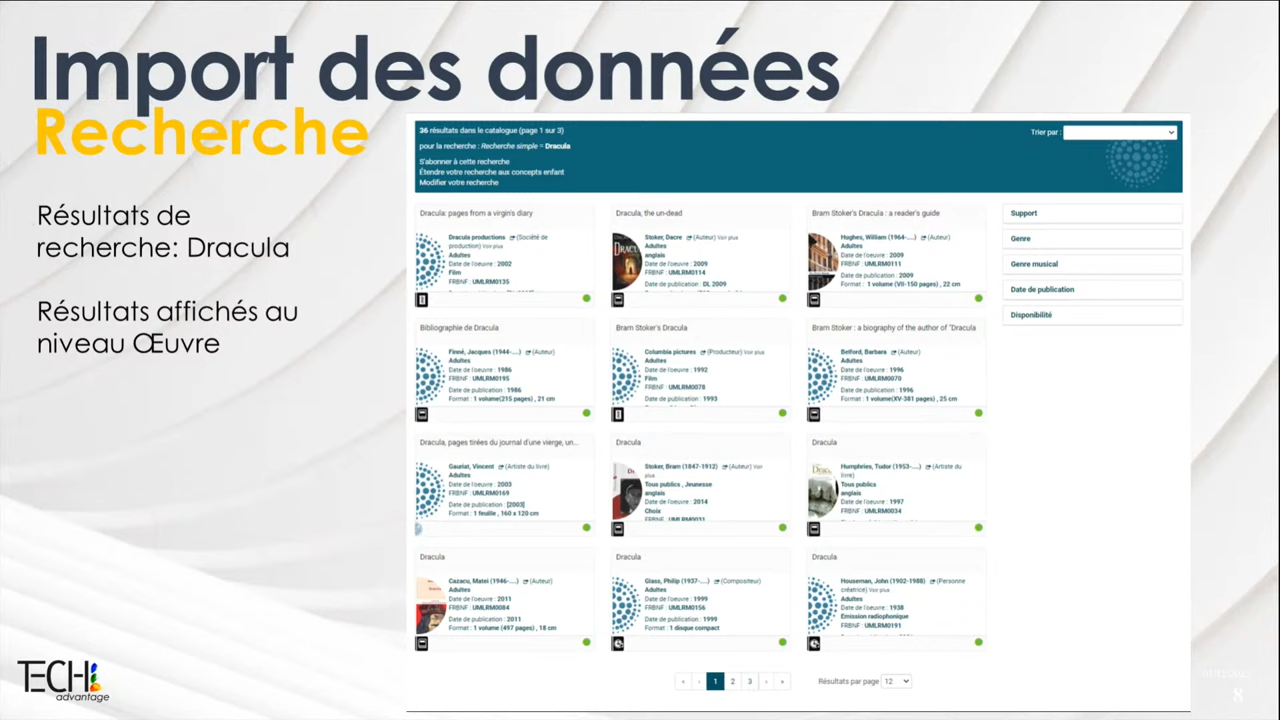 Import des données
Recherche
Résultats de
recherche: Dracula
Résultats affichés au
niveau Œuvre
36 résultats dans le catalogue (page 1 sur 3)
pour la recherche : Recherche simple = Dracula
S'abonner à cette recherche
Étendre votre recherche aux concepts enfant
Modifier votre recherche
Trier par :
Dracula: pages from a virgin's diary
Dracula productions (Société de
production) Voir plus
Adultes
Date de l'oeuvre : 2002
Film
FRBNF : UMLRM0135
Dracula, the un-dead
Stoker, Dacre (Auteur) Voir plus
Adultes
anglais
Date de l'oeuvre : 2009
FRBNF : UMLRM0114
Date de publication : DL 2009
Bram Stoker's Dracula : a reader's guide
Hughes, William (1964-....) (Auteur)
Adultes
Date de l'oeuvre : 2009
FRBNF : UMLRM0111
Date de publication : 2009
Format : 1 volume (VII-150 pages) , 22 cm
Support
Genre
Genre musical
Date de publication
Disponibilité
Bibliographie de Dracula
Finné, Jacques (1944-....) (Auteur)
Adultes
Date de l'oeuvre : 1986
FRBNF : UMLRM0195
Date de publication : 1986
Format : 1 volume(215 pages) , 21 cm
Bram Stoker's Dracula
Columbia pictures (Producteur) Voir plus
Adultes
Date de l'oeuvre : 1992
Film
FRBNF : UMLRM0078
Date de publication : 1993
Bram Stoker : a biography of the author of "Dracula
Belford, Barbara (Auteur)
Adultes
Date de l'oeuvre : 1996
FRBNF : UMLRM0070
Date de publication : 1996
Format : 1 volume(XV-381 pages) , 25 cm
Dracula, pages tirées du journal d'une vierge, un...
Gauriat, Vincent (Artiste du livre)
Adultes
Date de l'oeuvre : 2003
FRBNF : UMLRM0169
Date de publication : [2003]
Format : 1 feuille , 160 x 120 cm
Dracula
Stoker, Bram (1847-1912) (Auteur) Voir
plus
Tous publics , Jeunesse
anglais
Date de l'oeuvre : 2014
Choix
FRBNF : UMLRM0031
Dracula
Humphries, Tudor (1953-....) (Artiste du
livre)
Tous publics
anglais
Date de l'oeuvre : 1997
FRBNF : UMLRM0034
Dracula
Cazacu, Matei (1946-....) (Auteur)
Adultes
Date de l'oeuvre : 2011
FRBNF : UMLRM0084
Date de publication : 2011
Format : 1 volume (497 pages) , 18 cm
Dracula
Glass, Philip (1937-....) (Compositeur)
Adultes
Date de l'oeuvre : 1999
FRBNF : UMLRM0156
Date de publication : 1999
Format : 1 disque compact
Dracula
Houseman, John (1902-1988) (Personne
créatrice) Voir plus
Adultes
Date de l'oeuvre : 1938
Emission radiophonique
FRBNF : UMLRM0191
« ‹ 1 2 3 › »
Résultats par page 12
TECH
advantage
8